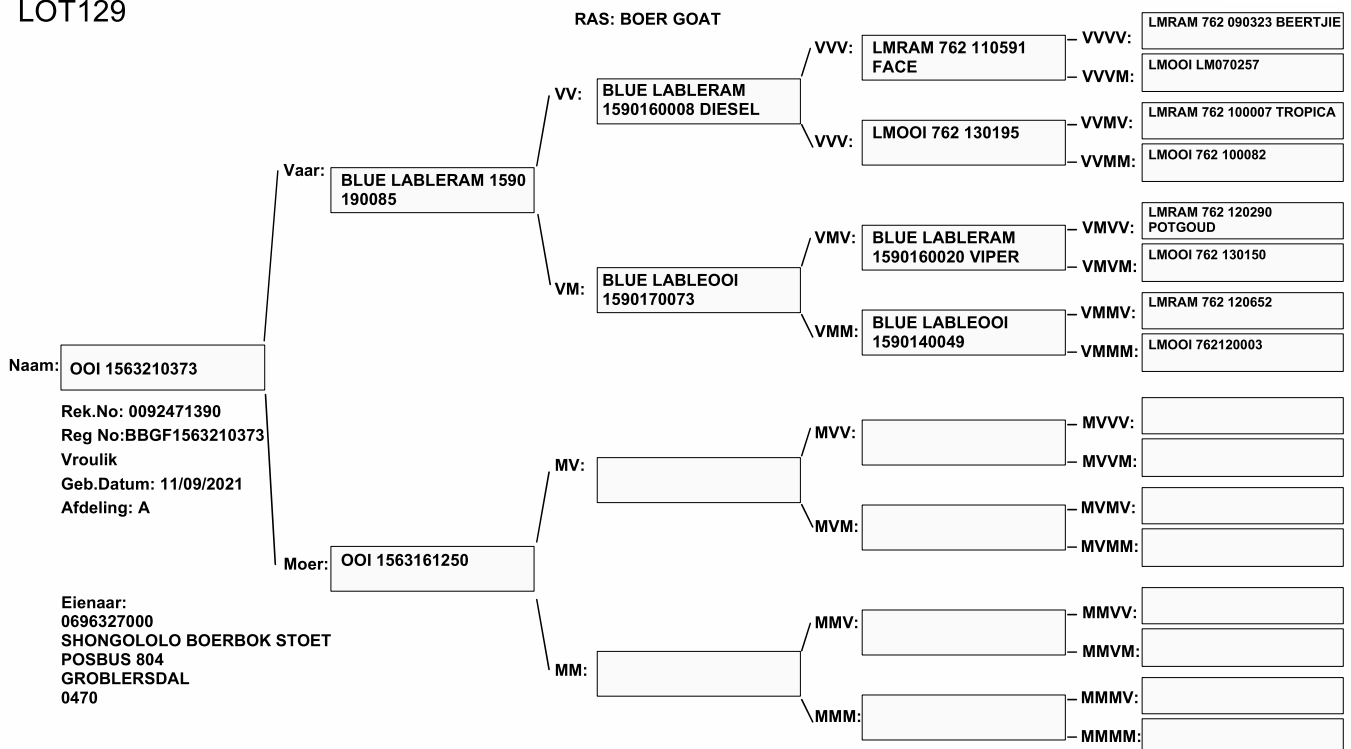 LOT129
RAS: BOER GOAT
Naam: OOI 1563210373
Rek.No: 0092471390
Reg No:BBGF1563210373
Vroulik
Geb.Datum: 11/09/2021
Afdeling: A
Eienaar:
0696327000
SHONGOLOLO BOERBOK STOET
POSBUS 804
GROBLERSDAL
0470
Vaar: BLUE LABLERAM 1590
190085
Moer: OOI 1563161250
VV: BLUE LABLERAM
1590160008 DIESEL
VM: BLUE LABLEOOI
1590170073
MV:
MM:
VVV: LMRAM 762 110591
FACE
VVV: LMOOI 762 130195
VMV: BLUE LABLERAM
1590160020 VIPER
VMM: BLUE LABLEOOI
1590140049
MVV:
MVM:
MMV:
MMM:
VVVV: LMRAM 762 090323 BEERTJIE
VVVM: LMOOI LM070257
VVMV: LMRAM 762 100007 TROPICA
VVMM: LMOOI 762 100082
VMVV: LMRAM 762 120290
POTGOUD
VMVM: LMOOI 762 130150
VMMV: LMRAM 762 120652
VMMM: LMOOI 762120003
MVVV:
MVVM:
MVMV:
MVMM:
MMVV:
MMVM:
MMMV:
MMMM: